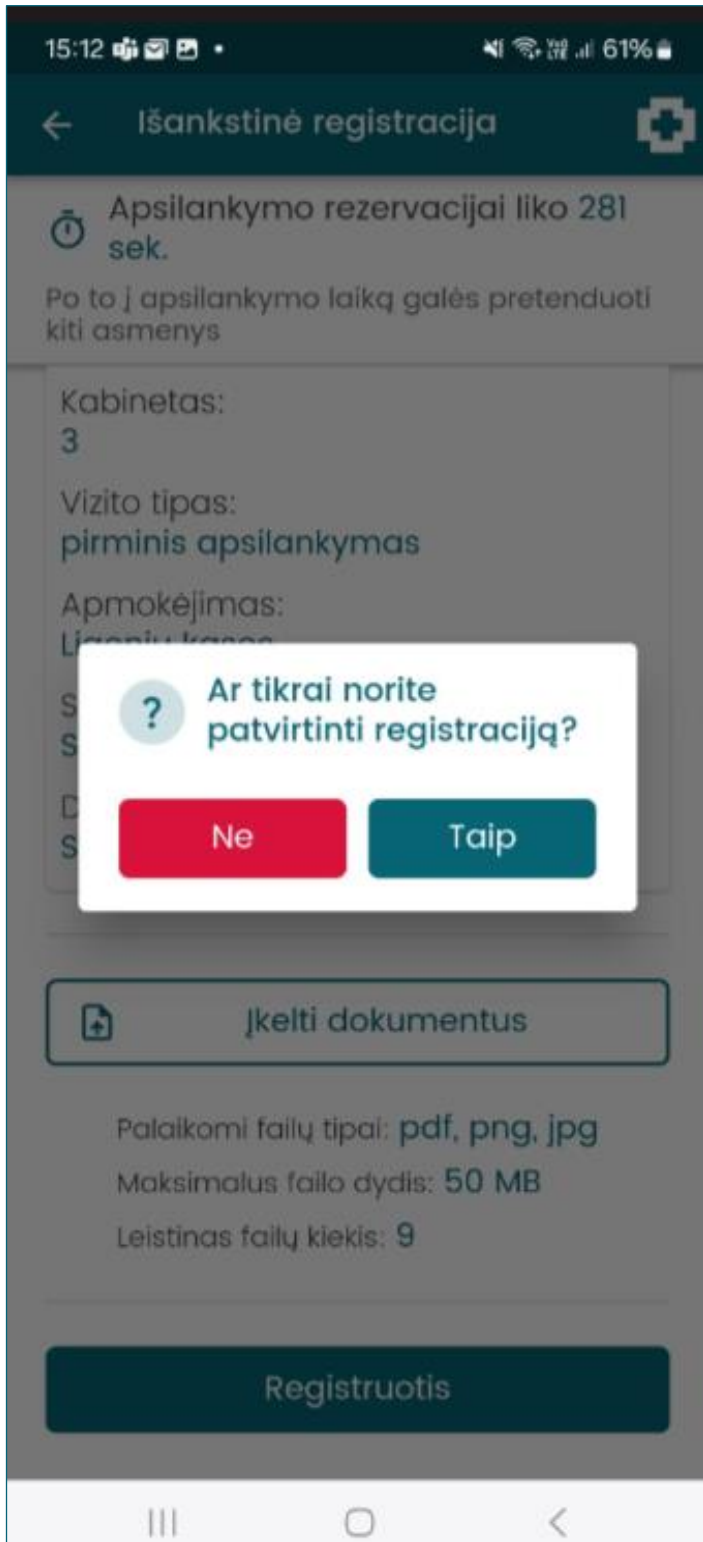 15:12
61%
Išankstinė registracija
Apsilankymo rezervacijai liko 281
sek.
Po to į apsilankymo laiką galės pretenduoti
kiti asmenys
Kabinetas:
3
Vizito tipas:
pirminis apsilankymas
Apmokėjimas:
Ligonių kasos
Ar tikrai norite
patvirtinti registraciją?
Ne
Taip
Įkelti dokumentus
Palaikomi failų tipai: pdf, png, jpg
Maksimalus failo dydis: 50 MB
Leistinas failų kiekis: 9
Registruotis